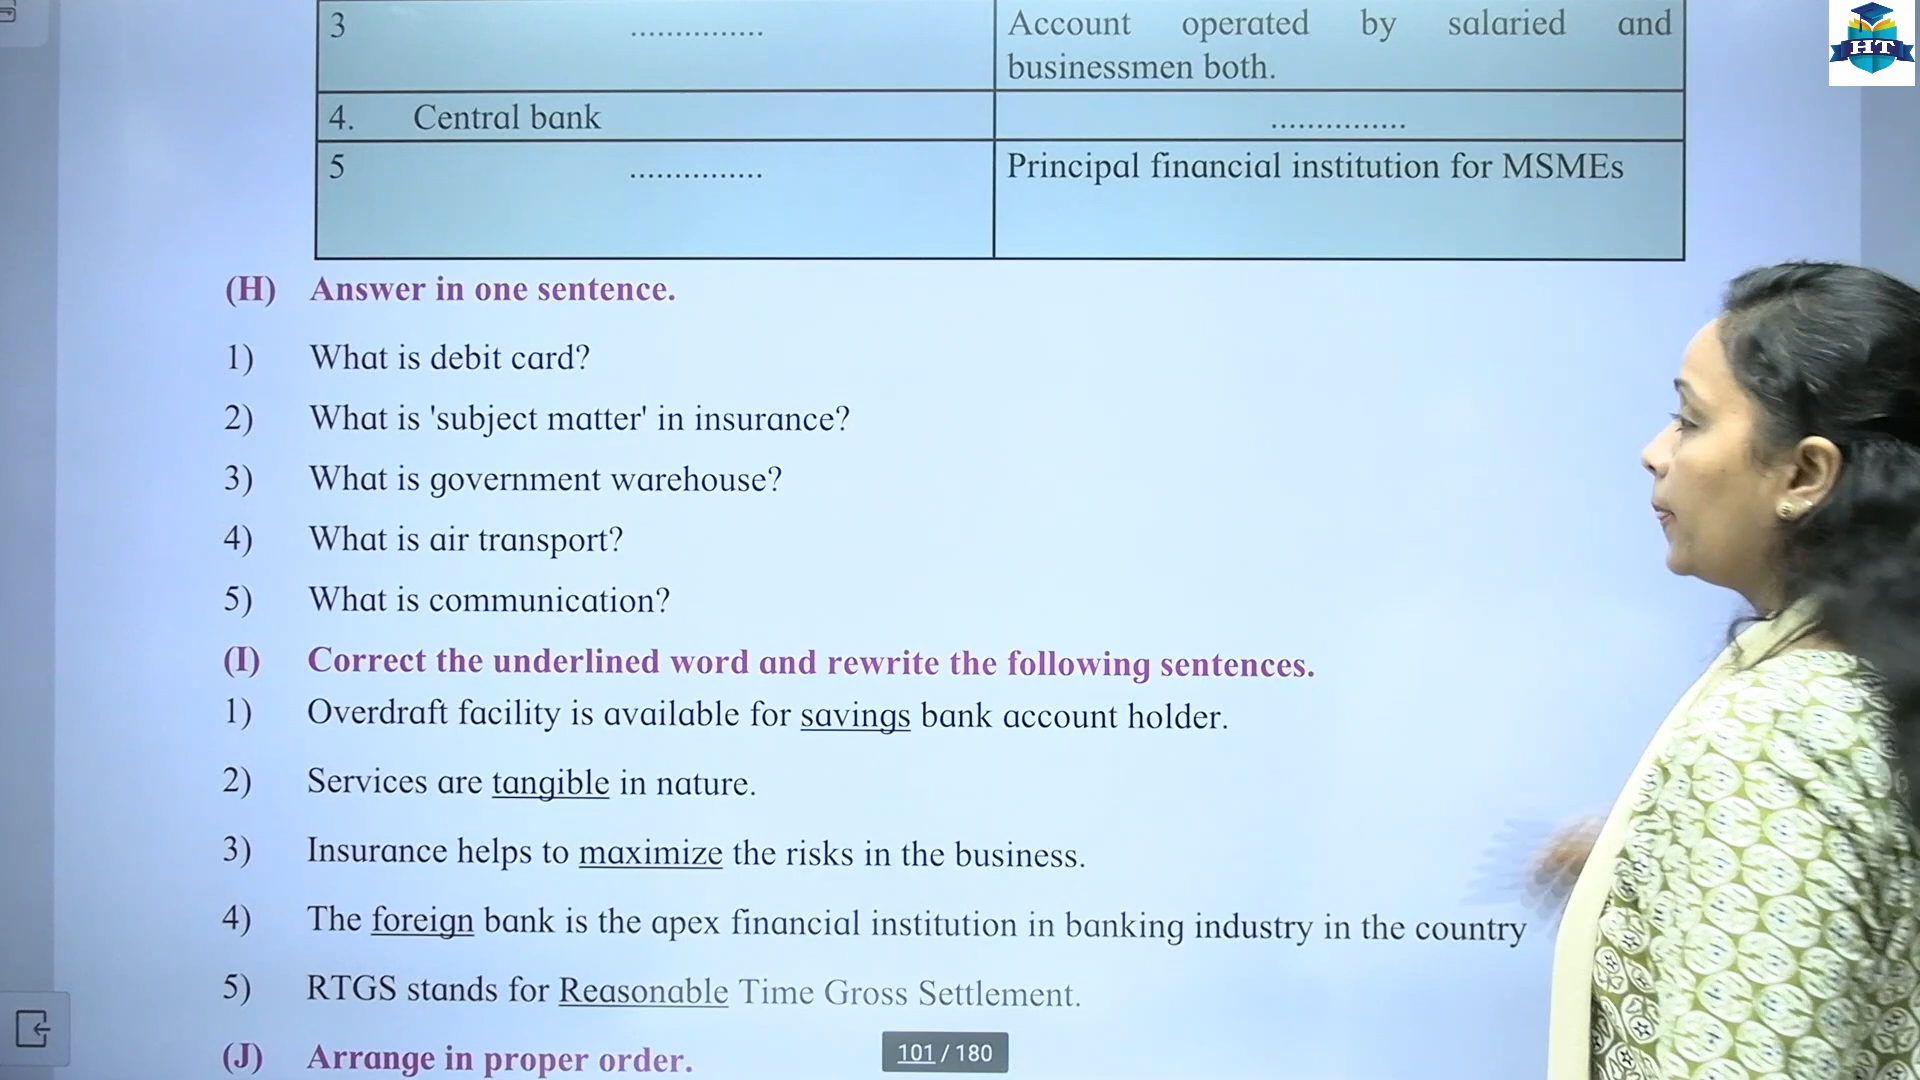 HT
3 ............... Account operated by salaried and
businessmen both.
4. Central bank ...............
5 ............... Principal financial institution for MSMEs
(H) Answer in one sentence.
1) What is debit card?
2) What is 'subject matter' in insurance?
3) What is government warehouse?
4) What is air transport?
5) What is communication?
(I) Correct the underlined word and rewrite the following sentences.
1) Overdraft facility is available for savings bank account holder.
2) Services are tangible in nature.
3) Insurance helps to maximize the risks in the business.
4) The foreign bank is the apex financial institution in banking industry in the country
5) RTGS stands for Reasonable Time Gross Settlement.
(J) Arrange in proper order.
101 / 180